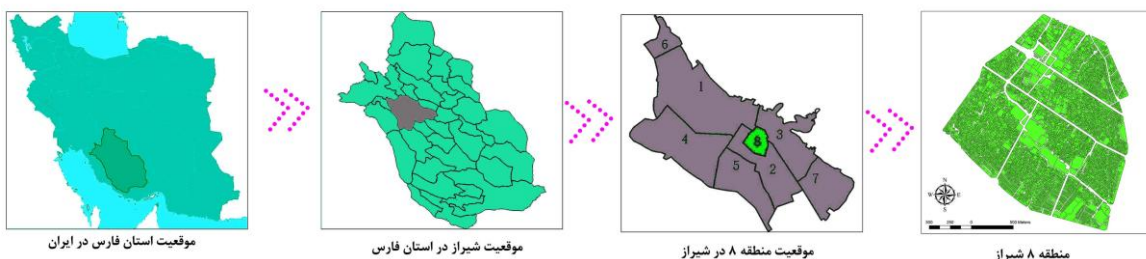 6
1
3
4
8
5
2
7
N
W
E
S
موقعیت استان فارس در ایران
موقعیت شیراز در استان فارس
موقعیت منطقه ۸ در شیراز
منطقه ۸ شیراز